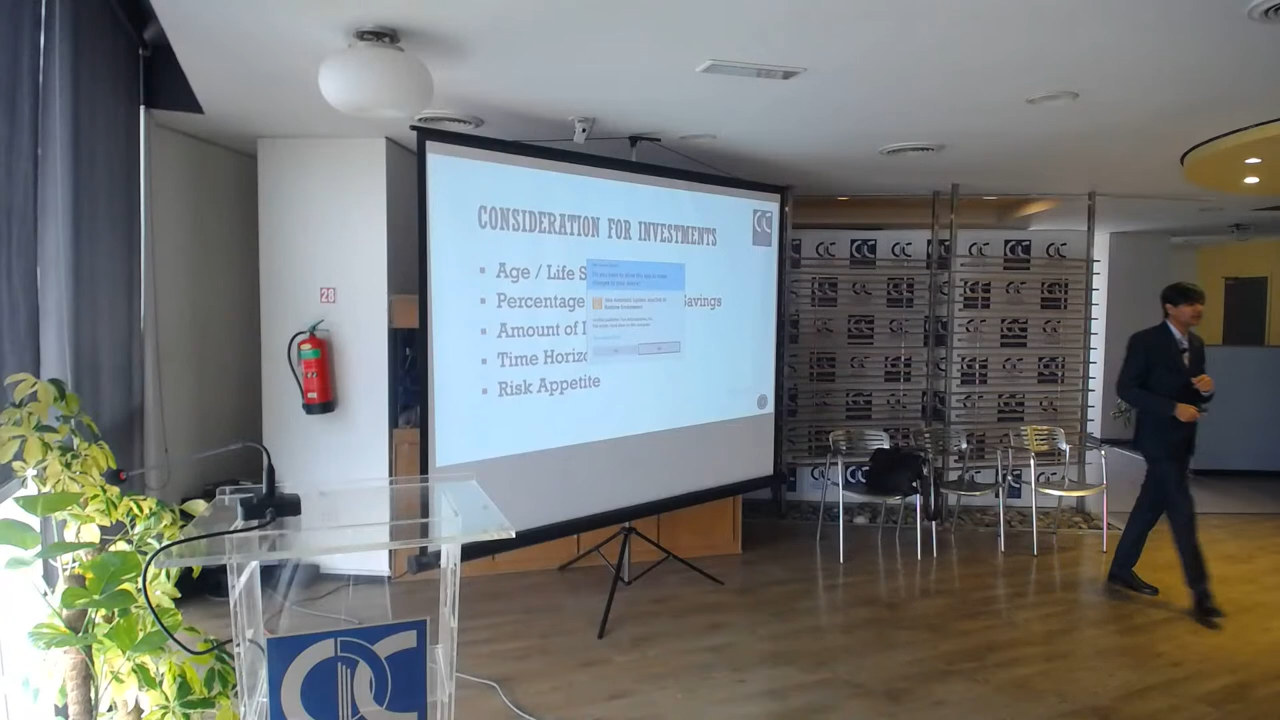 CONSIDERATION FOR INVESTMENTS
Age / Life S
Percentage
Savings
Amount of I
Time Horizo
Risk Appetite
28